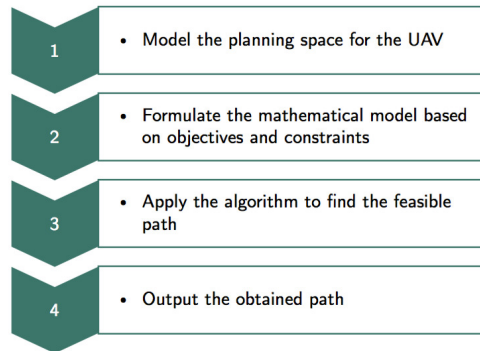 1
• Model the planning space for the UAV
2
• Formulate the mathematical model based
on objectives and constraints
3
• Apply the algorithm to find the feasible
path
4
• Output the obtained path